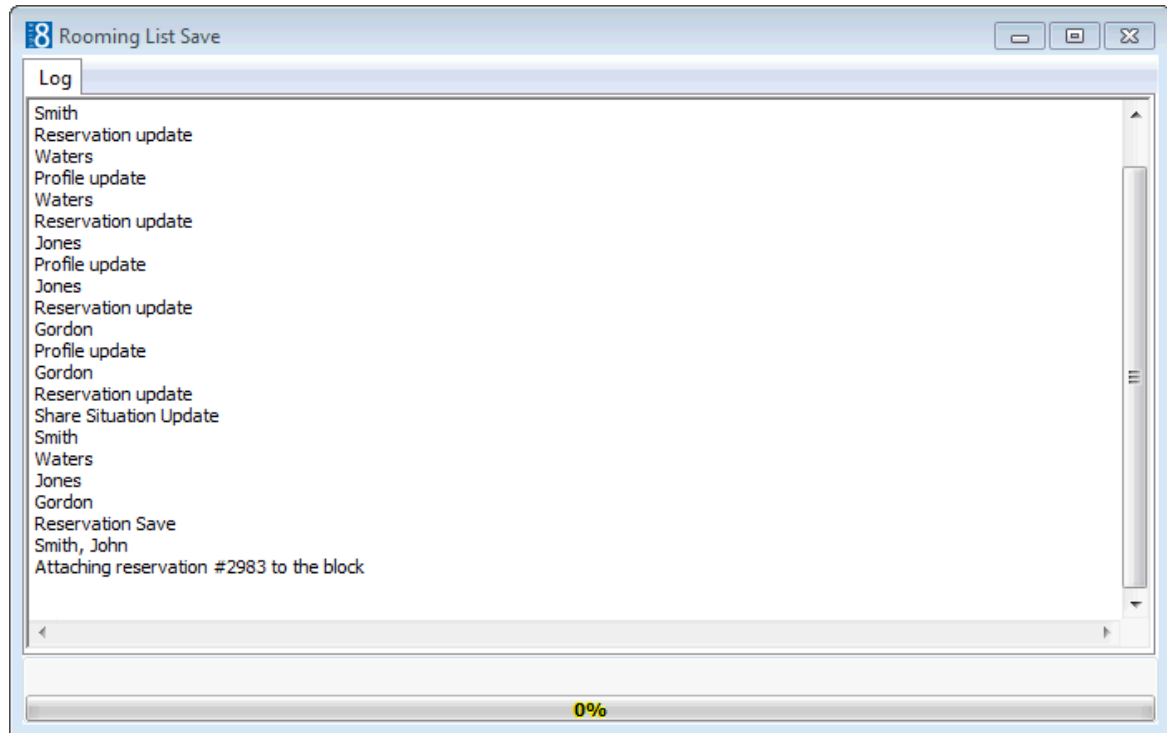 8 Rooming List Save
Log
Smith
Reservation update
Waters
Profile update
Waters
Reservation update
Jones
Profile update
Jones
Reservation update
Gordon
Profile update
Gordon
Reservation update
Share Situation Update
Smith
Waters
Jones
Gordon
Reservation Save
Smith, John
Attaching reservation #2983 to the block
0%